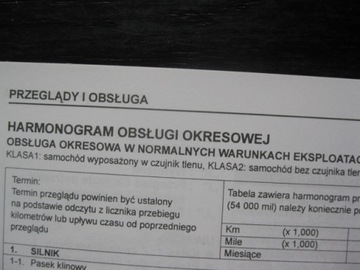 PRZEGLĄDY I OBSŁUGA
HARMONOGRAM OBSŁUGI OKRESOWEJ
OBSŁUGA OKRESOWA W NORMALNYCH WARUNKACH EKSPLOATAC
KLASA1: samochód wyposażony w czujnik tlenu, KLASA2: samochód bez czujnika tlen
Termin:
Termin przeglądu powinien być ustalony
na podstawie odczytu z licznika przebiegu
kilometrów lub upływu czasu od poprzedniego
przeglądu
Tabela zawiera harmonogram pr
(54 000 mil) należy koniecznie p
Km (x 1,000)
Mile (x 1,000)
Miesiące
1. SILNIK
1-1. Pasek klinowy